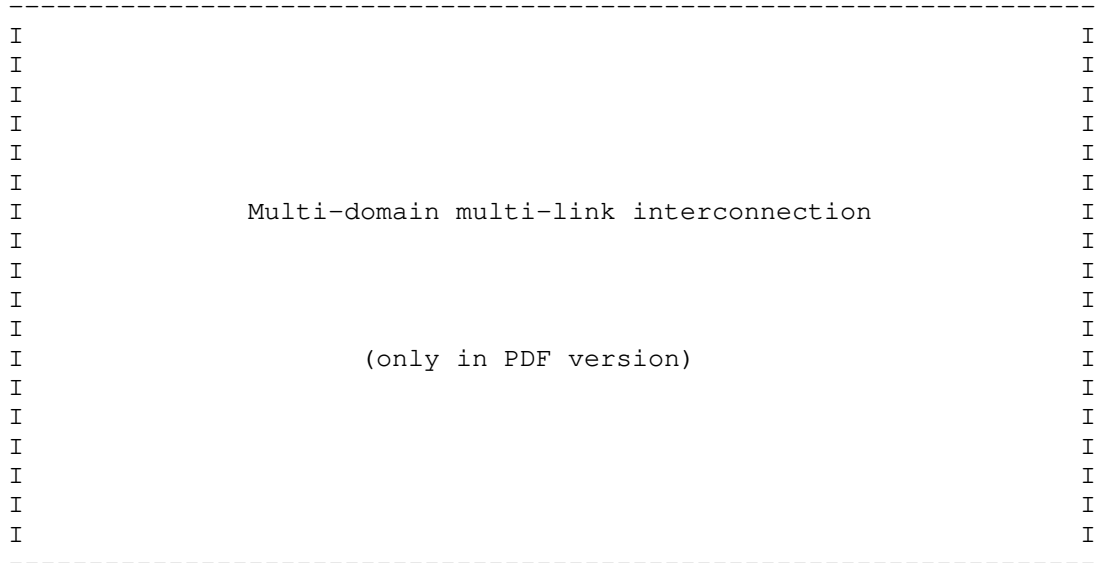 ------------------------------------------------------------------------
I                                                                      I
I                                                                      I
I                                                                      I
I                                                                      I
I                                                                      I
I                                                                      I
I               Multi-domain multi-link interconnection                I
I                                                                      I
I                                                                      I
I                                                                      I
I                                                                      I
I                       (only in PDF version)                          I
I                                                                      I
I                                                                      I
I                                                                      I
I                                                                      I
I                                                                      I
I                                                                      I
------------------------------------------------------------------------